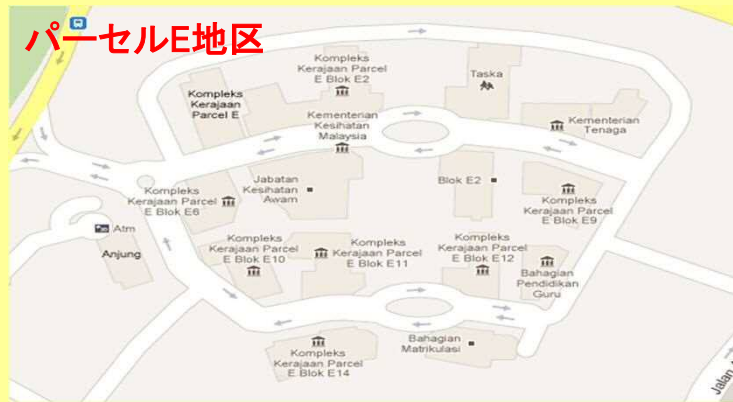 パーセルE地区
Kompleks
Kerajaan Parcel
E Blok E2
Taska
Kompleks
Kerajaan
Parcel E
Kementerian
Kesihatan
Malaysia
Kementerian
Tenaga
Jabatan
Kesihatan
Awam
Blok E2
Kompleks
Kerajaan Parcel
E Blok E6
Kompleks
Kerajaan Parcel
E Blok E9
Atm
Anjung
Kompleks
Kerajaan Parcel
E Blok E10
Kompleks
Kerajaan Parcel
E Blok E11
Kompleks
Kerajaan Parcel
E Blok E12
Bahagian
Pendidikan
Guru
Kompleks
Kerajaan Parcel
E Blok E14
Bahagian
Matrikulasi
Jalan